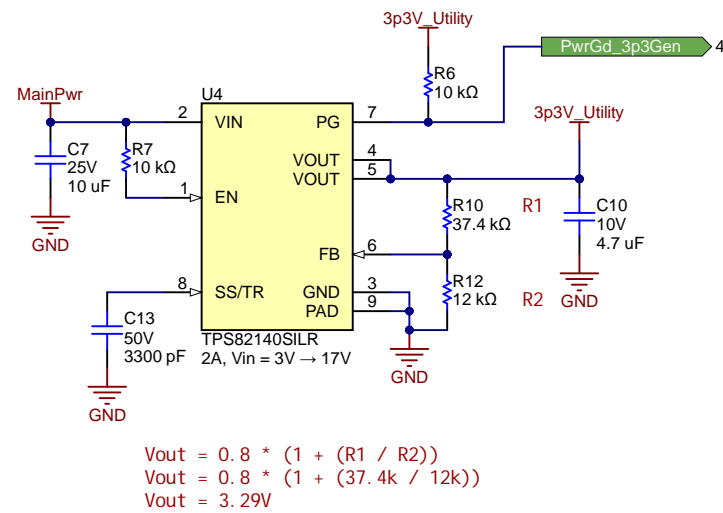 3p3V_Utility
PwrGd_3p3Gen
4
R6
10 kΩ
MainPwr
U4
3p3V_Utility
2
VIN
PG
7
C7
25V
10 uF
R7
10 kΩ
VOUT
4
VOUT
5
1
EN
R10
37.4 kΩ
R1
C10
10V
4.7 uF
GND
FB
6
8
SS/TR
GND
3
R12
12 kΩ
R2
GND
PAD
9
C13
50V
3300 pF
TPS82140SILR
2A, Vin = 3V → 17V
GND
GND
Vout = 0.8 * (1 + (R1 / R2))
Vout = 0.8 * (1 + (37.4k / 12k))
Vout = 3.29V